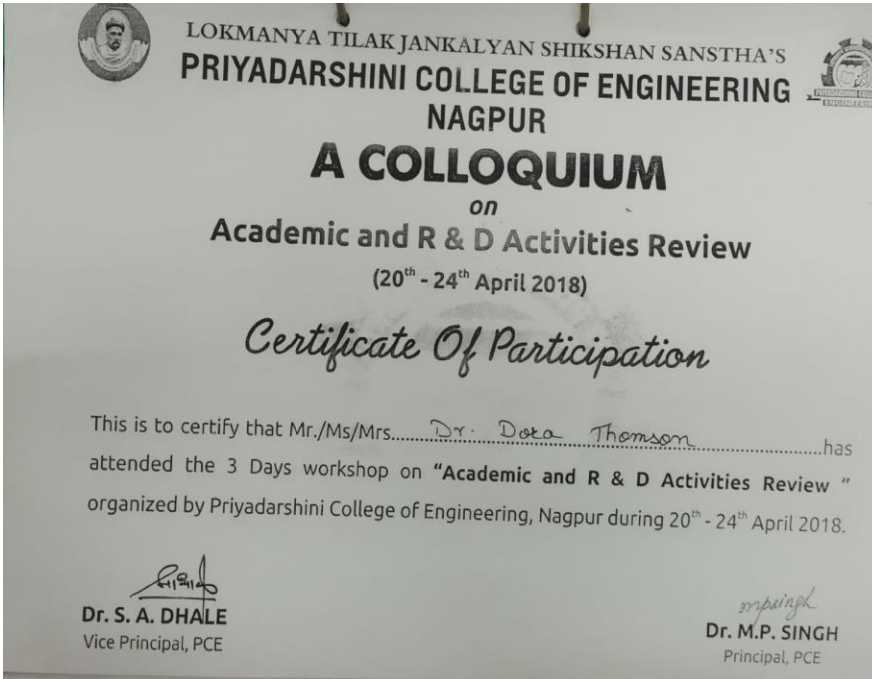 LOKMANYA TILAK JANKALYAN SHIKSHAN SANSTHA'S
PRIYADARSHINI COLLEGE OF ENGINEERING
NAGPUR
A COLLOQUIUM
on
Academic and R & D Activities Review
(20th - 24th April 2018)
Certificate Of Participation
This is to certify that Mr./Ms/Mrs......Dr. Dora Thomson......has
attended the 3 Days workshop on “Academic and R & D Activities Review ”
organized by Priyadarshini College of Engineering, Nagpur during 20th - 24th April 2018.
mpsingh
Dr. S. A. DHALE
Vice Principal, PCE
Dr. M.P. SINGH
Principal, PCE